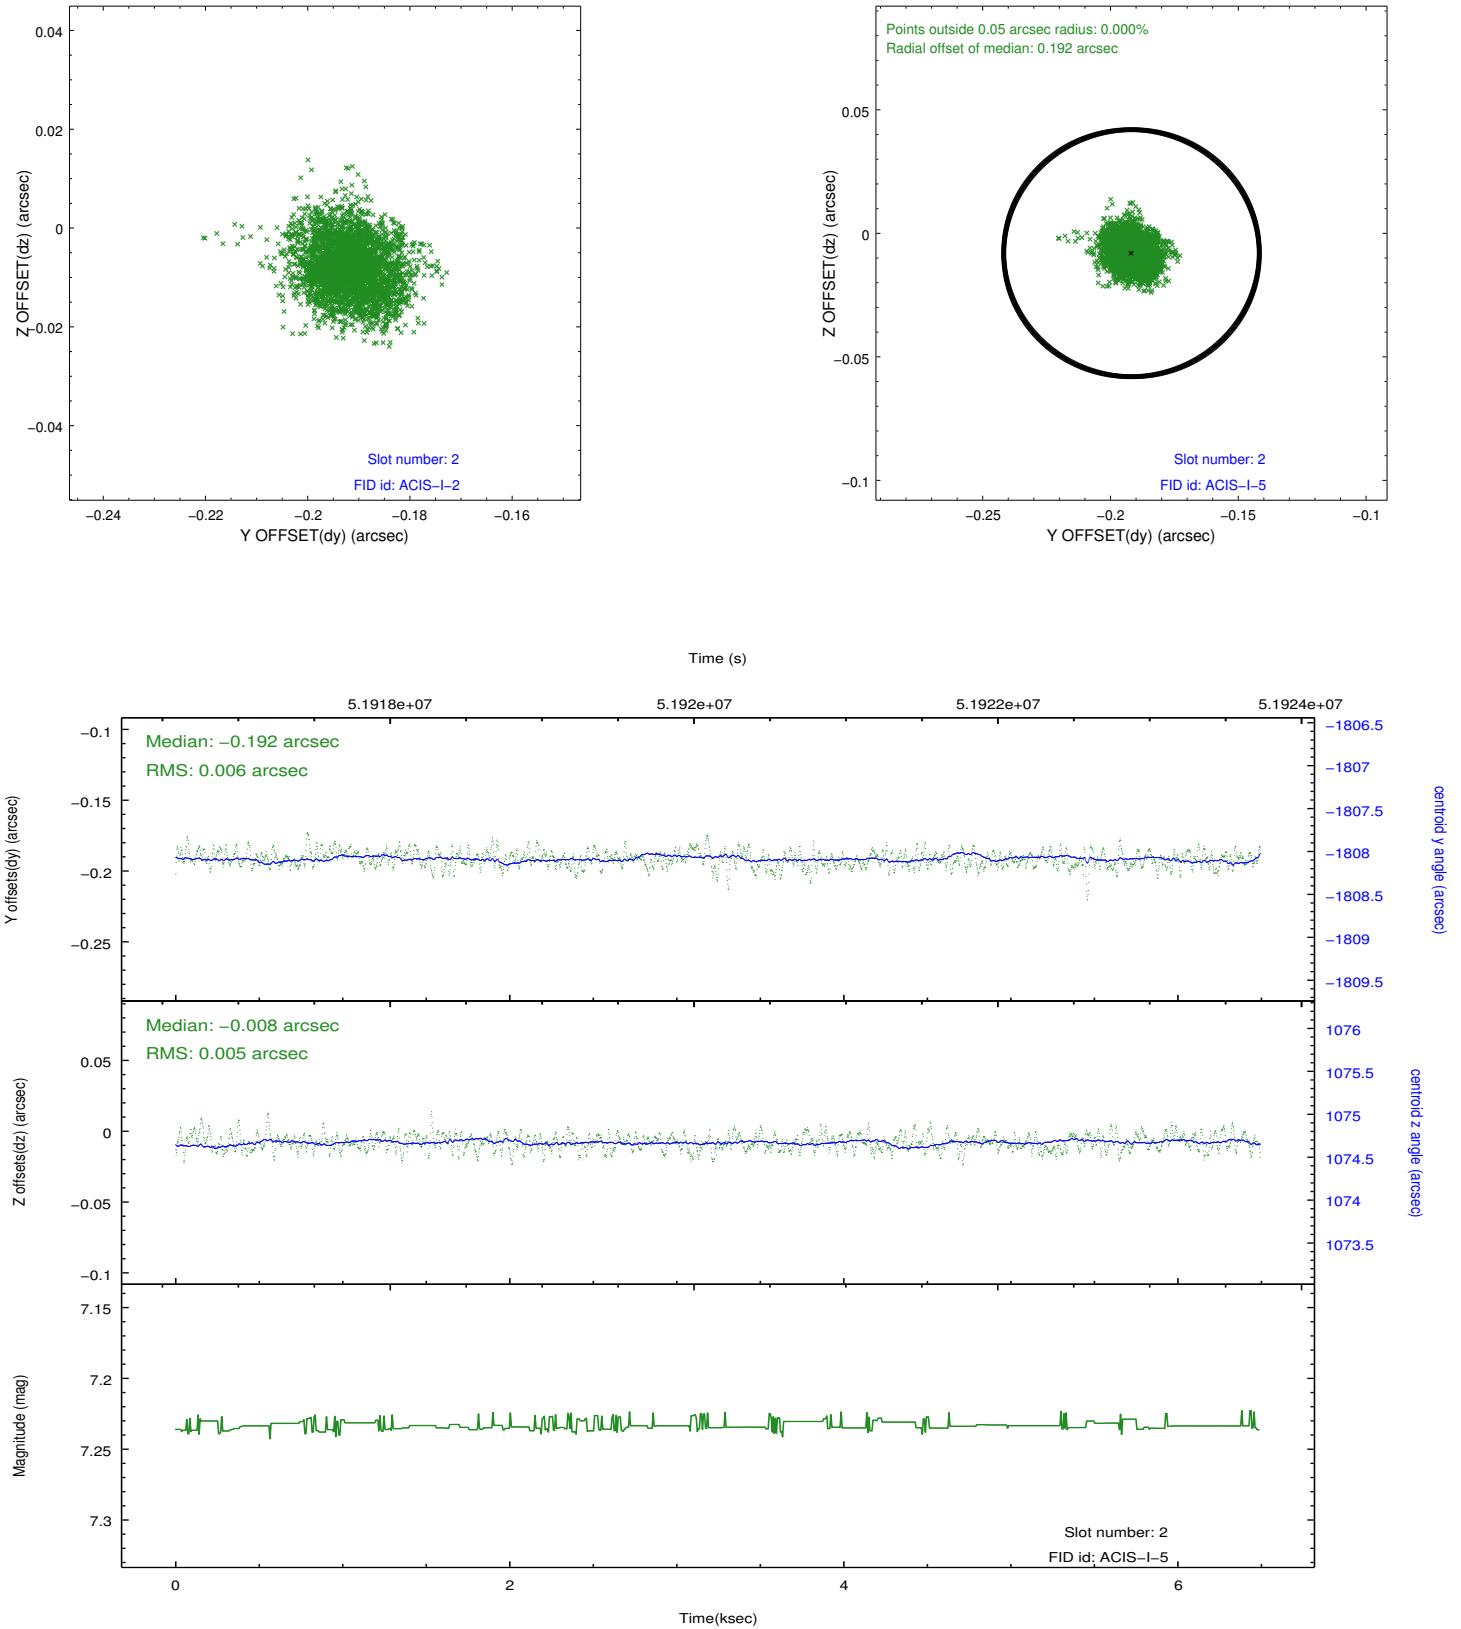 0.04
0.02
0
−0.02
−0.04
Z OFFSET(dz) (arcsec)
Slot number: 2
FID id: ACIS−I−2
−0.24
−0.22
−0.2
−0.18
−0.16
Y OFFSET(dy) (arcsec)
Points outside 0.05 arcsec radius: 0.000%
Radial offset of median: 0.192 arcsec
0.05
0
−0.05
−0.1
Z OFFSET(dz) (arcsec)
Slot number: 2
FID id: ACIS−I−5
−0.25
−0.2
−0.15
−0.1
Y OFFSET(dy) (arcsec)
Time (s)
5.1918e+07
5.192e+07
5.1922e+07
5.1924e+07
Median: −0.192 arcsec
RMS: 0.006 arcsec
−0.1
−0.15
−0.2
−0.25
Y offsets(dy) (arcsec)
−1806.5
−1807
−1807.5
−1808
−1808.5
−1809
−1809.5
centroid y angle (arcsec)
Median: −0.008 arcsec
RMS: 0.005 arcsec
0.05
0
−0.05
−0.1
Z offsets(dz) (arcsec)
1076
1075.5
1075
1074.5
1074
1073.5
centroid z angle (arcsec)
7.15
7.2
7.25
7.3
Magnitude (mag)
Slot number: 2
FID id: ACIS−I−5
0
2
4
6
Time(ksec)